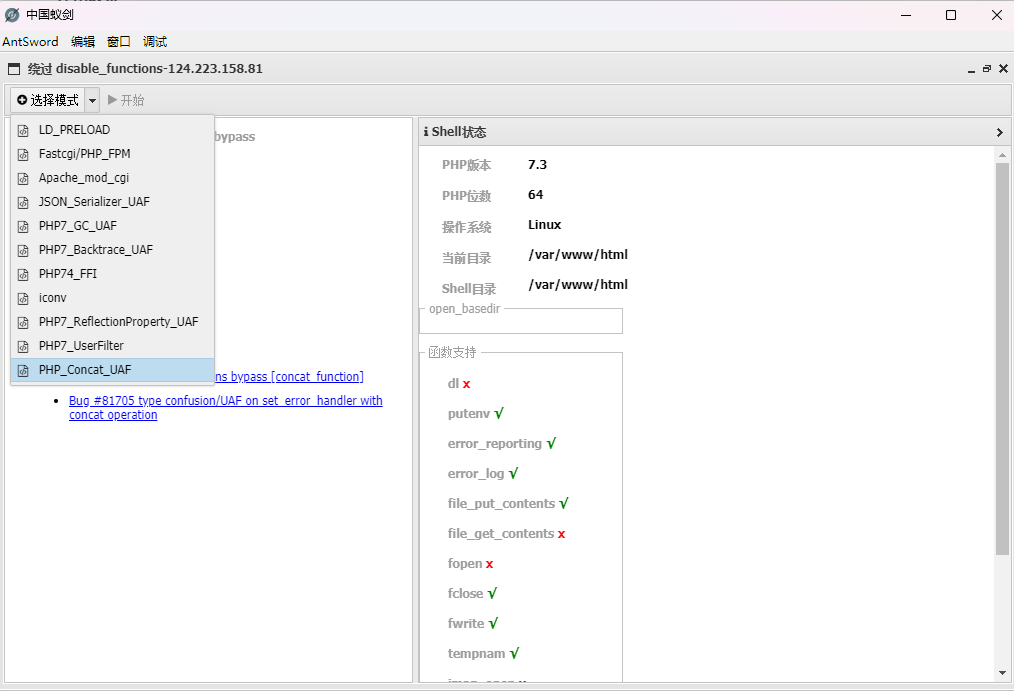 中国蚁剑
AntSword 编辑 窗口 调试
绕过 disable_functions-124.223.158.81
选择模式 开始
LD_PRELOAD
Fastcgi/PHP_FPM
Apache_mod_cgi
JSON_Serializer_UAF
PHP7_GC_UAF
PHP7_Backtrace_UAF
PHP74_FFI
iconv
PHP7_ReflectionProperty_UAF
PHP7_UserFilter
PHP_Concat_UAF
bypass
ns bypass [concat_function]
Bug #81705 type confusion/UAF on set_error_handler with
concat operation
Shell状态
PHP版本 7.3
PHP位数 64
操作系统 Linux
当前目录 /var/www/html
Shell目录 /var/www/html
open_basedir
函数支持
dl x
putenv √
error_reporting √
error_log √
file_put_contents √
file_get_contents x
fopen x
fclose √
fwrite √
tempnam √